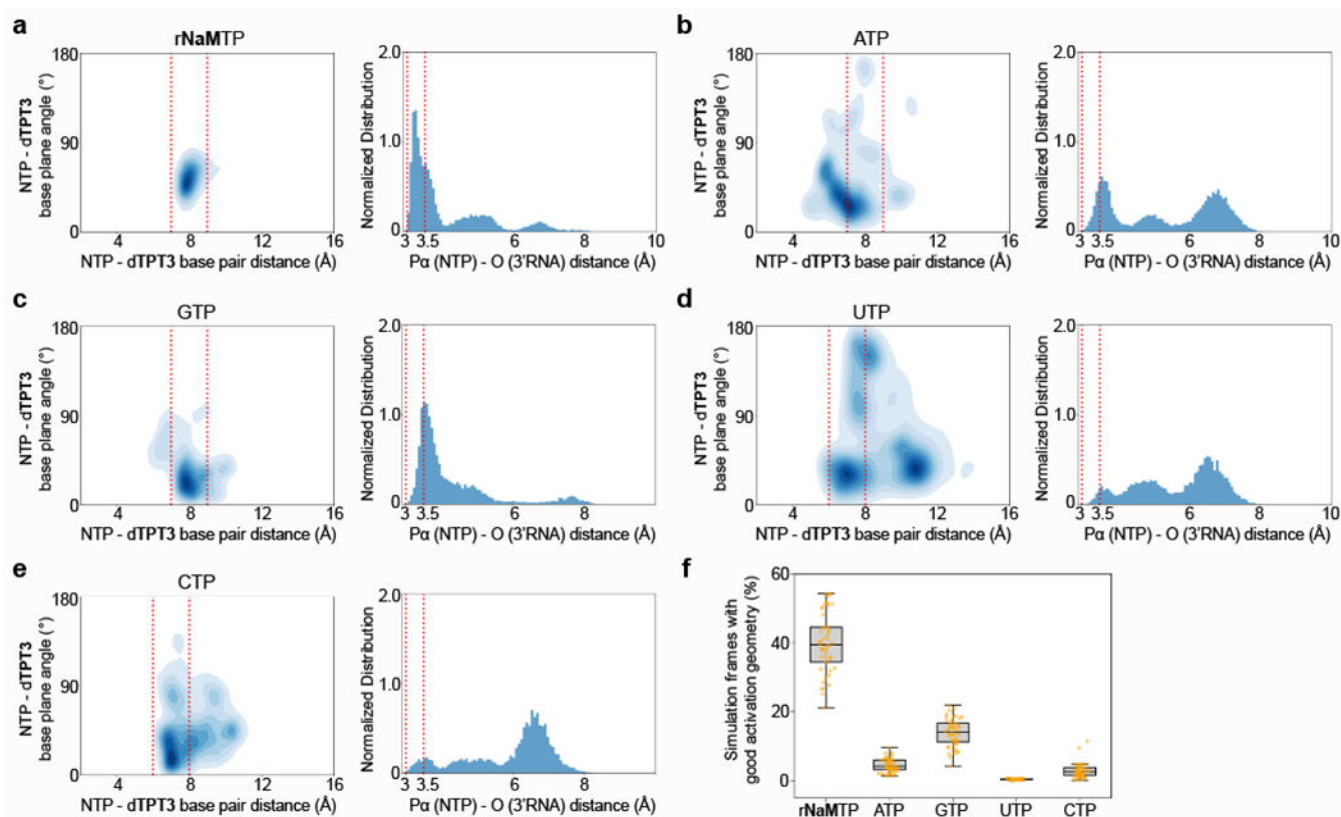 a
rNaMTP
NTP - dTPT3
base plane angle (°)
180
90
0
4 8 12 16
NTP - dTPT3 base pair distance (Å)
Normalized Distribution
2.0
1.0
0
3 3.5 6 8 10
Pα (NTP) - O (3'RNA) distance (Å)
b
ATP
NTP - dTPT3
base plane angle (°)
180
90
0
4 8 12 16
NTP - dTPT3 base pair distance (Å)
Normalized Distribution
2.0
1.0
0
3 3.5 6 8 10
Pα (NTP) - O (3'RNA) distance (Å)
c
GTP
NTP - dTPT3
base plane angle (°)
180
90
0
4 8 12 16
NTP - dTPT3 base pair distance (Å)
Normalized Distribution
2.0
1.0
0
3 3.5 6 8
Pα (NTP) - O (3'RNA) distance (Å)
d
UTP
NTP - dTPT3
base plane angle (°)
180
90
0
4 8 12 16
NTP - dTPT3 base pair distance (Å)
Normalized Distribution
2.0
1.0
0
3 3.5 6 8 10
Pα (NTP) - O (3'RNA) distance (Å)
e
CTP
NTP - dTPT3
base plane angle (°)
180
90
0
4 8 12 16
NTP - dTPT3 base pair distance (Å)
Normalized Distribution
2.0
1.0
0
3 3.5 6 8 10
Pα (NTP) - O (3'RNA) distance (Å)
f
Simulation frames with
good activation geometry (%)
60
40
20
0
rNaMTP ATP GTP UTP CTP